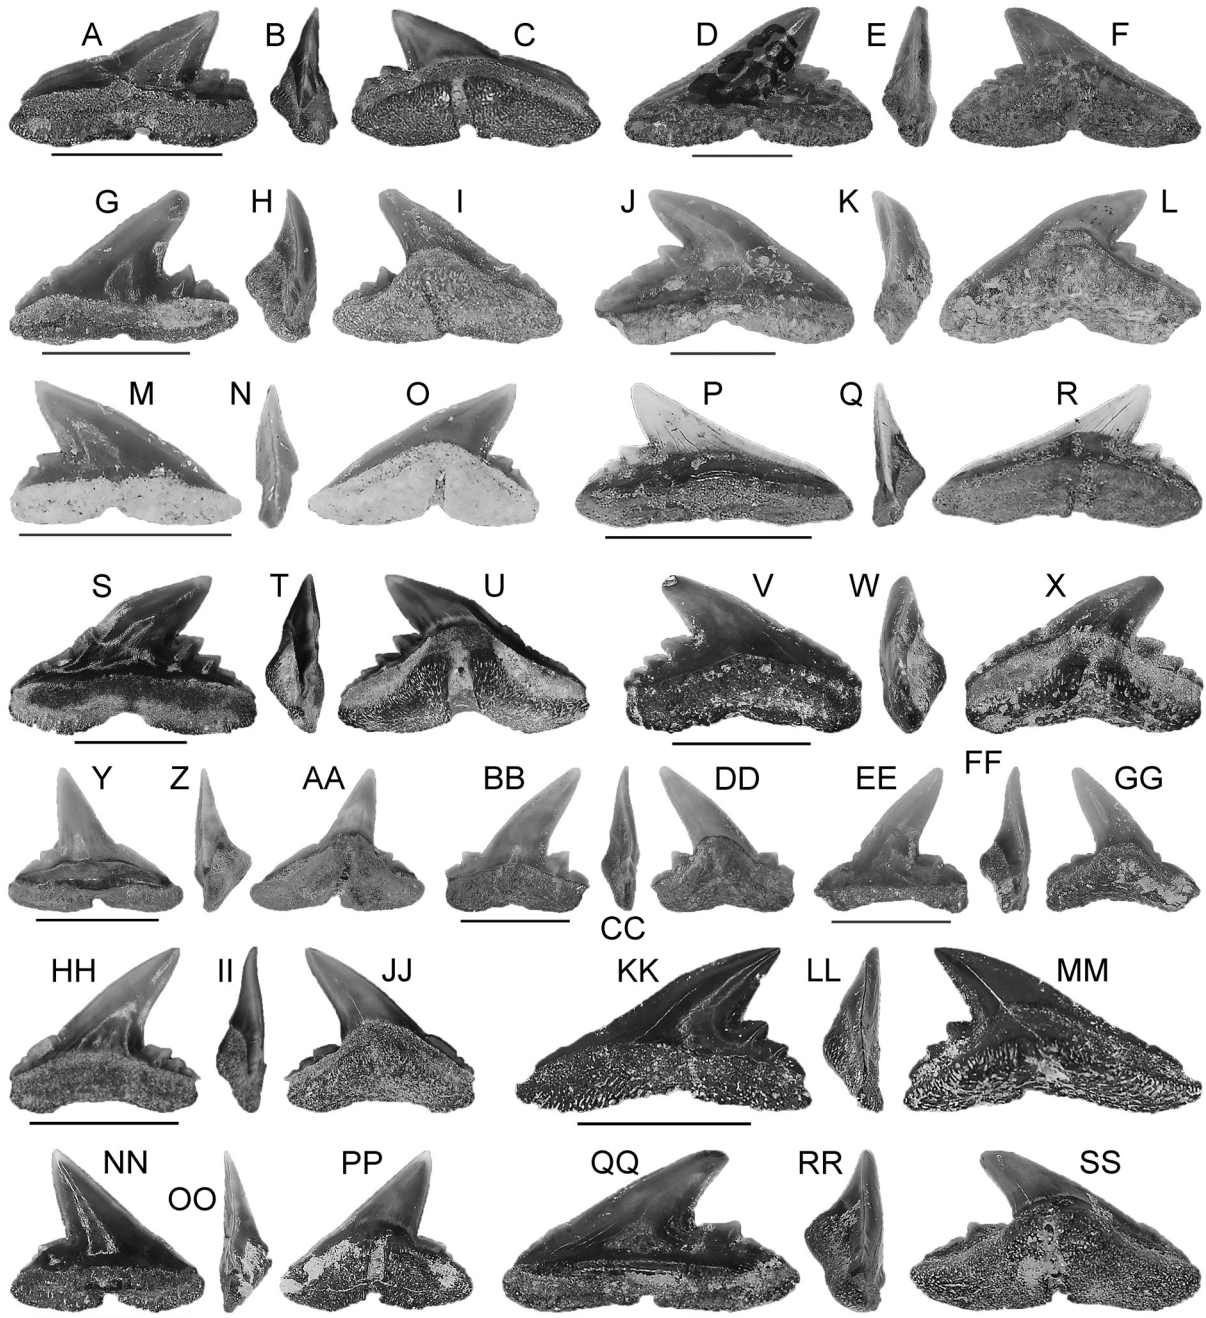 A B C D E F
G H I J K L
M N O P Q R
S T U V W X
Y Z AA BB DD EE FF GG
CC
HH II JJ KK LL MM
NN OO PP QQ RR SS